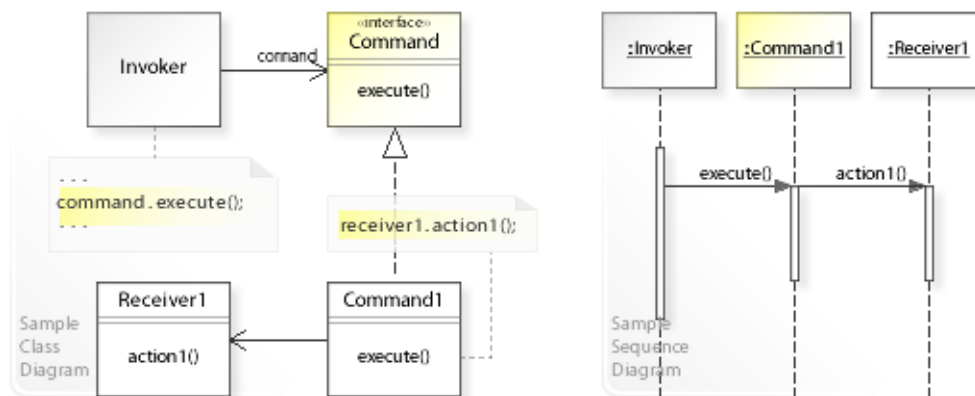 Invoker
command
«interface»
Command
execute()
- - -
command.execute();
- - -
receiver1.action1();
Receiver1
action1()
Command1
execute()
Sample
Class
Diagram
:Invoker
:Command1
:Receiver1
execute()
action1()
Sample
Sequence
Diagram